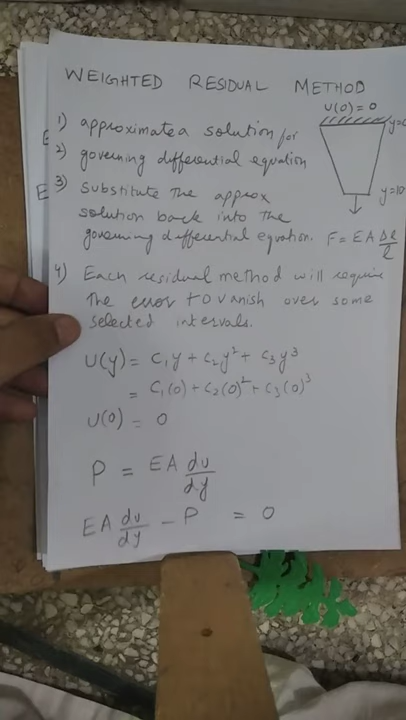 WEIGHTED RESIDUAL METHOD
U(0) = 0
1) approximate a solution for
2) governing differential equation
y=10
3) Substitute the approx
solution back into the
governing differential equation. F = EA Δl/l
4) Each residual method will require
the error to vanish over some
selected intervals.
U(y) = C₁y + C₂y² + C₃y³
= C₁(0) + C₂(0)² + C₃(0)³
U(0) = 0
P = EA du/dy
EA du/dy - P = 0